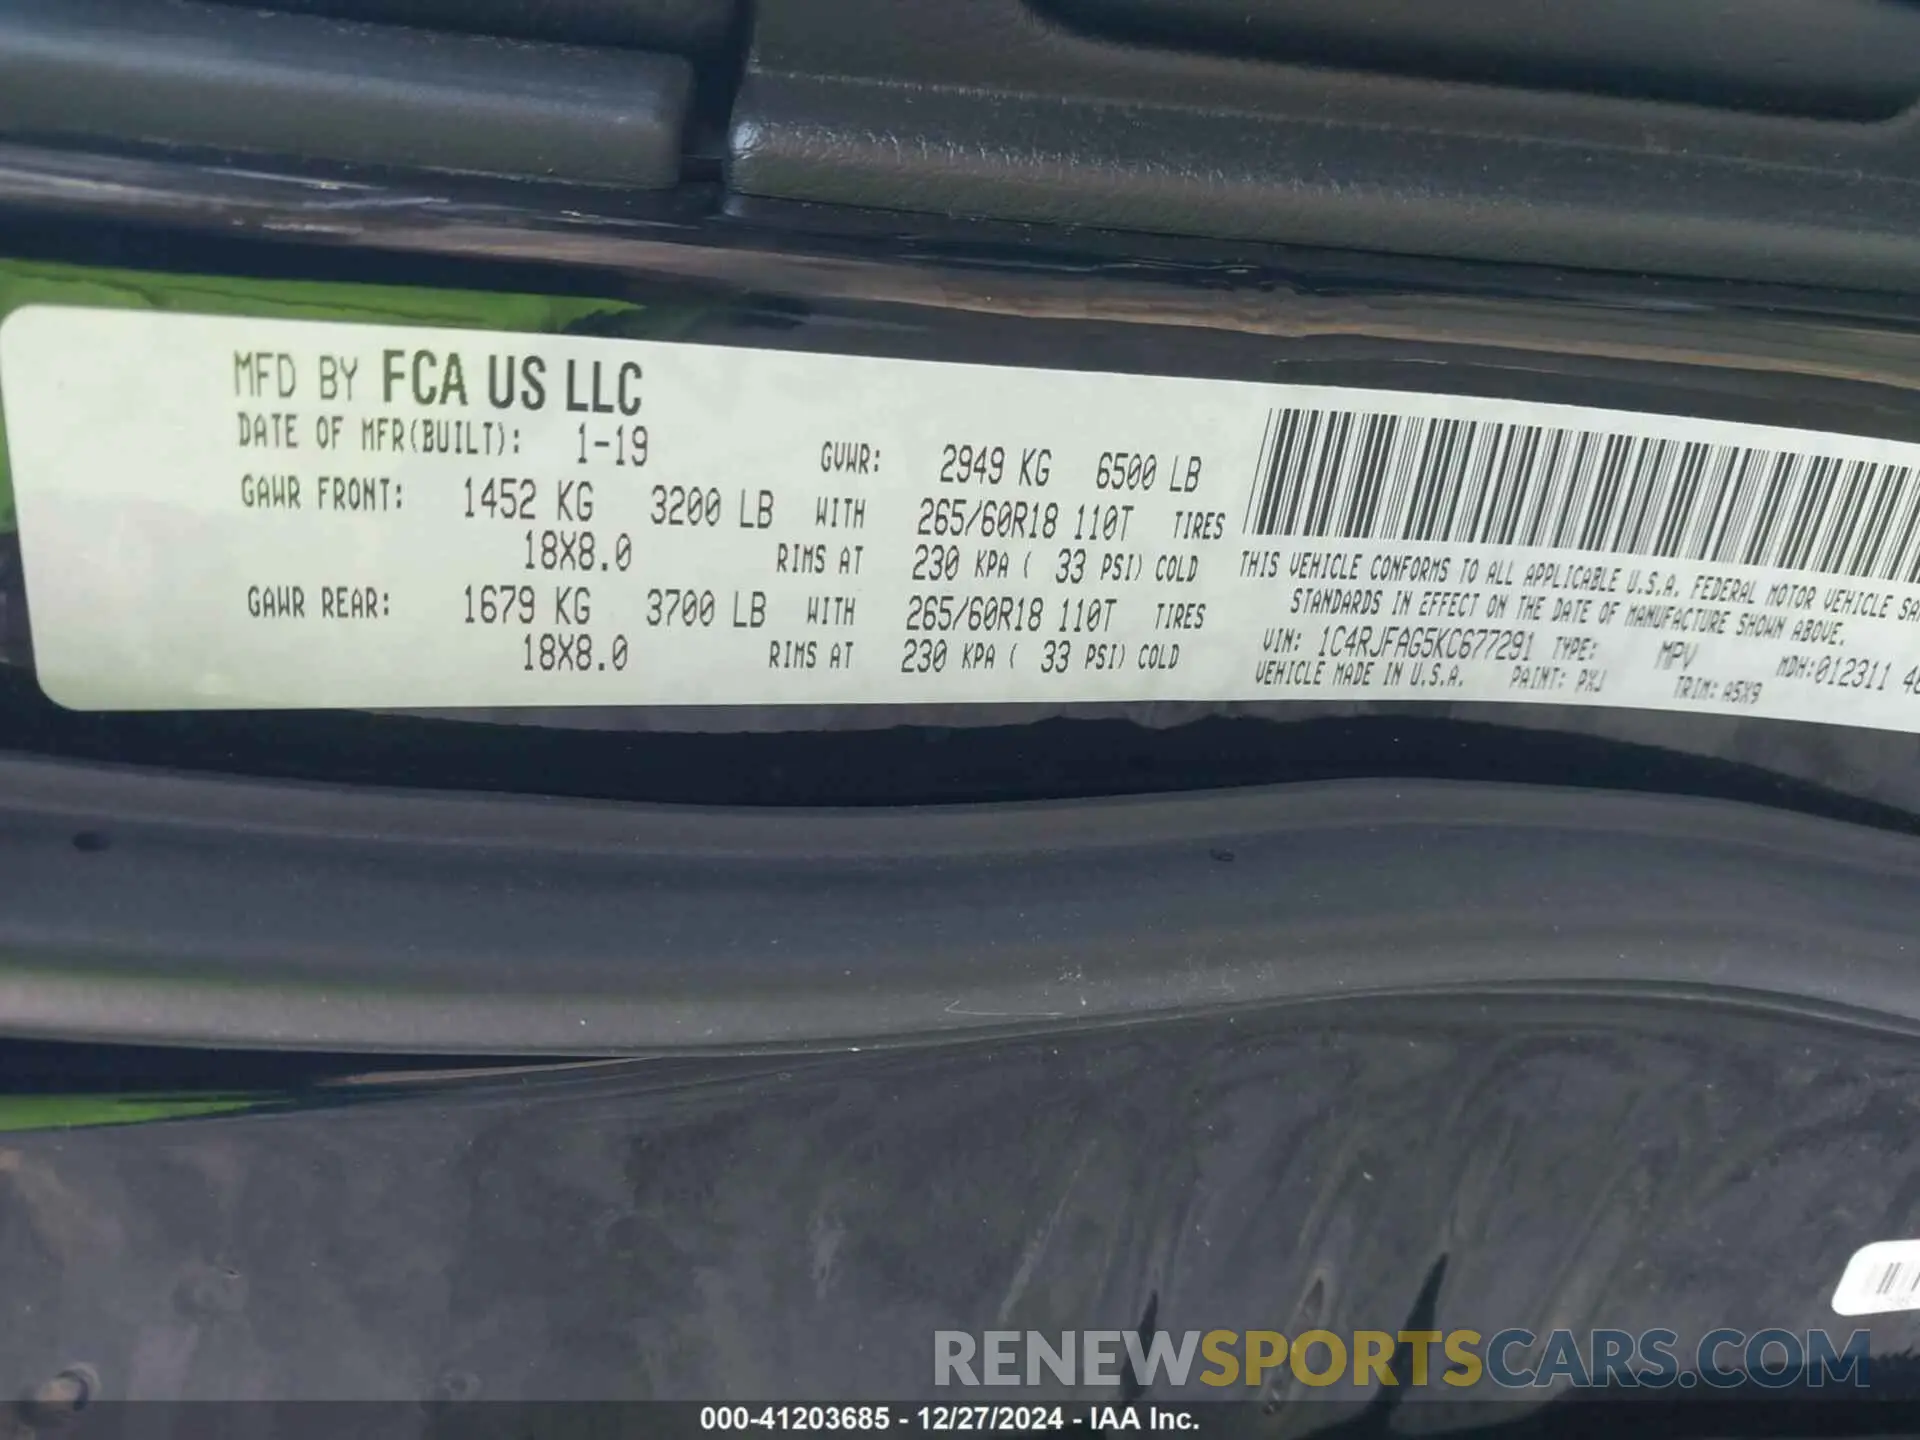 MFD BY FCA US LLC
DATE OF MFR(BUILT): 1-19 GVWR: 2949 KG 6500 LB
GAWR FRONT: 1452 KG 3200 LB WITH 265/60R18 110T TIRES
18X8.0 RIMS AT 230 KPA ( 33 PSI) COLD
GAWR REAR: 1679 KG 3700 LB WITH 265/60R18 110T TIRES
18X8.0 RIMS AT 230 KPA ( 33 PSI) COLD
THIS VEHICLE CONFORMS TO ALL APPLICABLE U.S.A. FEDERAL MOTOR VEHICLE SA
STANDARDS IN EFFECT ON THE DATE OF MANUFACTURE SHOWN ABOVE.
VIN: 1C4RJFAG5KC677291 TYPE: MPV MDH:012311
VEHICLE MADE IN U.S.A. PAINT: PXJ TRIM: A5X9
RENEWSPORTSCARS.COM
000-41203685 - 12/27/2024 - IAA Inc.